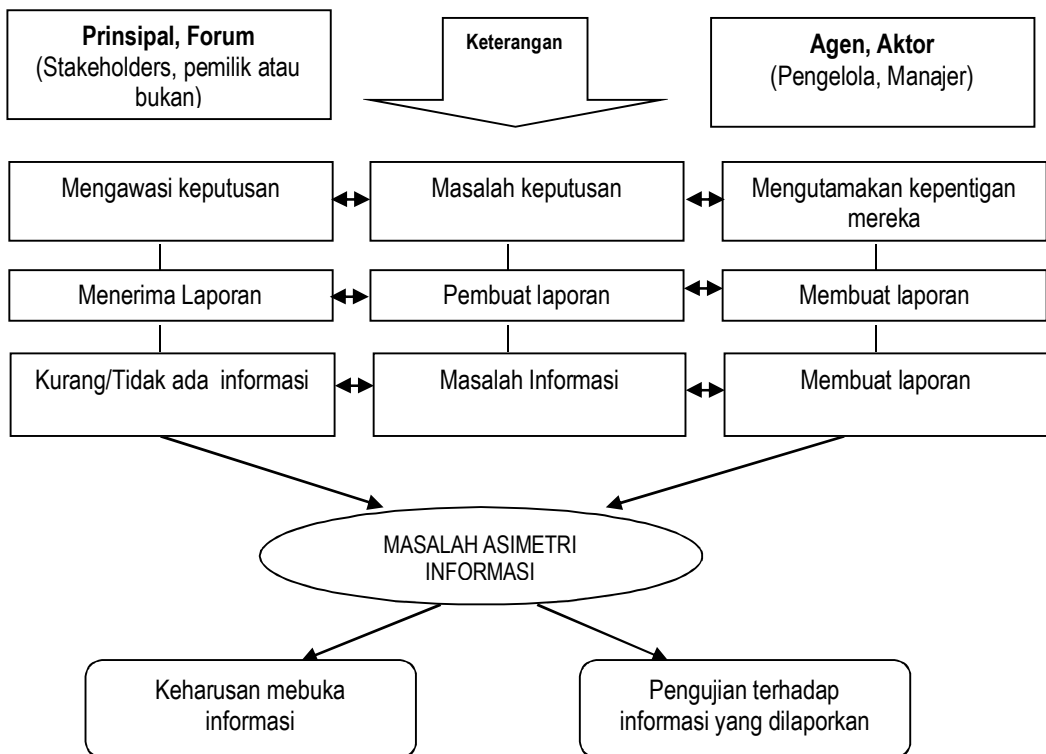 Prinsipal, Forum
(Stakeholders, pemilik atau
bukan)
Keterangan
Agen, Aktor
(Pengelola, Manajer)
Mengawasi keputusan
Masalah keputusan
Mengutamakan kepentigan
mereka
Menerima Laporan
Pembuat laporan
Membuat laporan
Kurang/Tidak ada informasi
Masalah Informasi
Membuat laporan
MASALAH ASIMETRI
INFORMASI
Keharusan mebuka
informasi
Pengujian terhadap
informasi yang dilaporkan